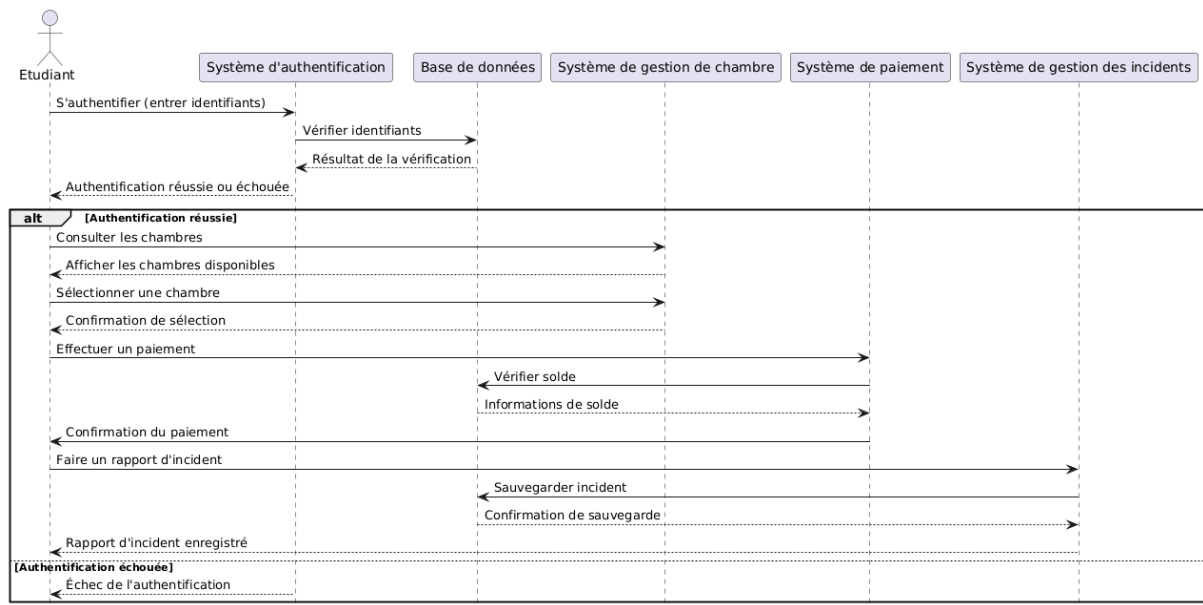 Etudiant
Système d'authentification
Base de données
Système de gestion de chambre
Système de paiement
Système de gestion des incidents
S'authentifier (entrer identifiants)
Vérifier identifiants
Résultat de la vérification
Authentification réussie ou échouée
alt [Authentification réussie]
Consulter les chambres
Afficher les chambres disponibles
Sélectionner une chambre
Confirmation de sélection
Effectuer un paiement
Vérifier solde
Informations de solde
Confirmation du paiement
Faire un rapport d'incident
Sauvegarder incident
Confirmation de sauvegarde
Rapport d'incident enregistré
[Authentification échouée]
Échec de l'authentification